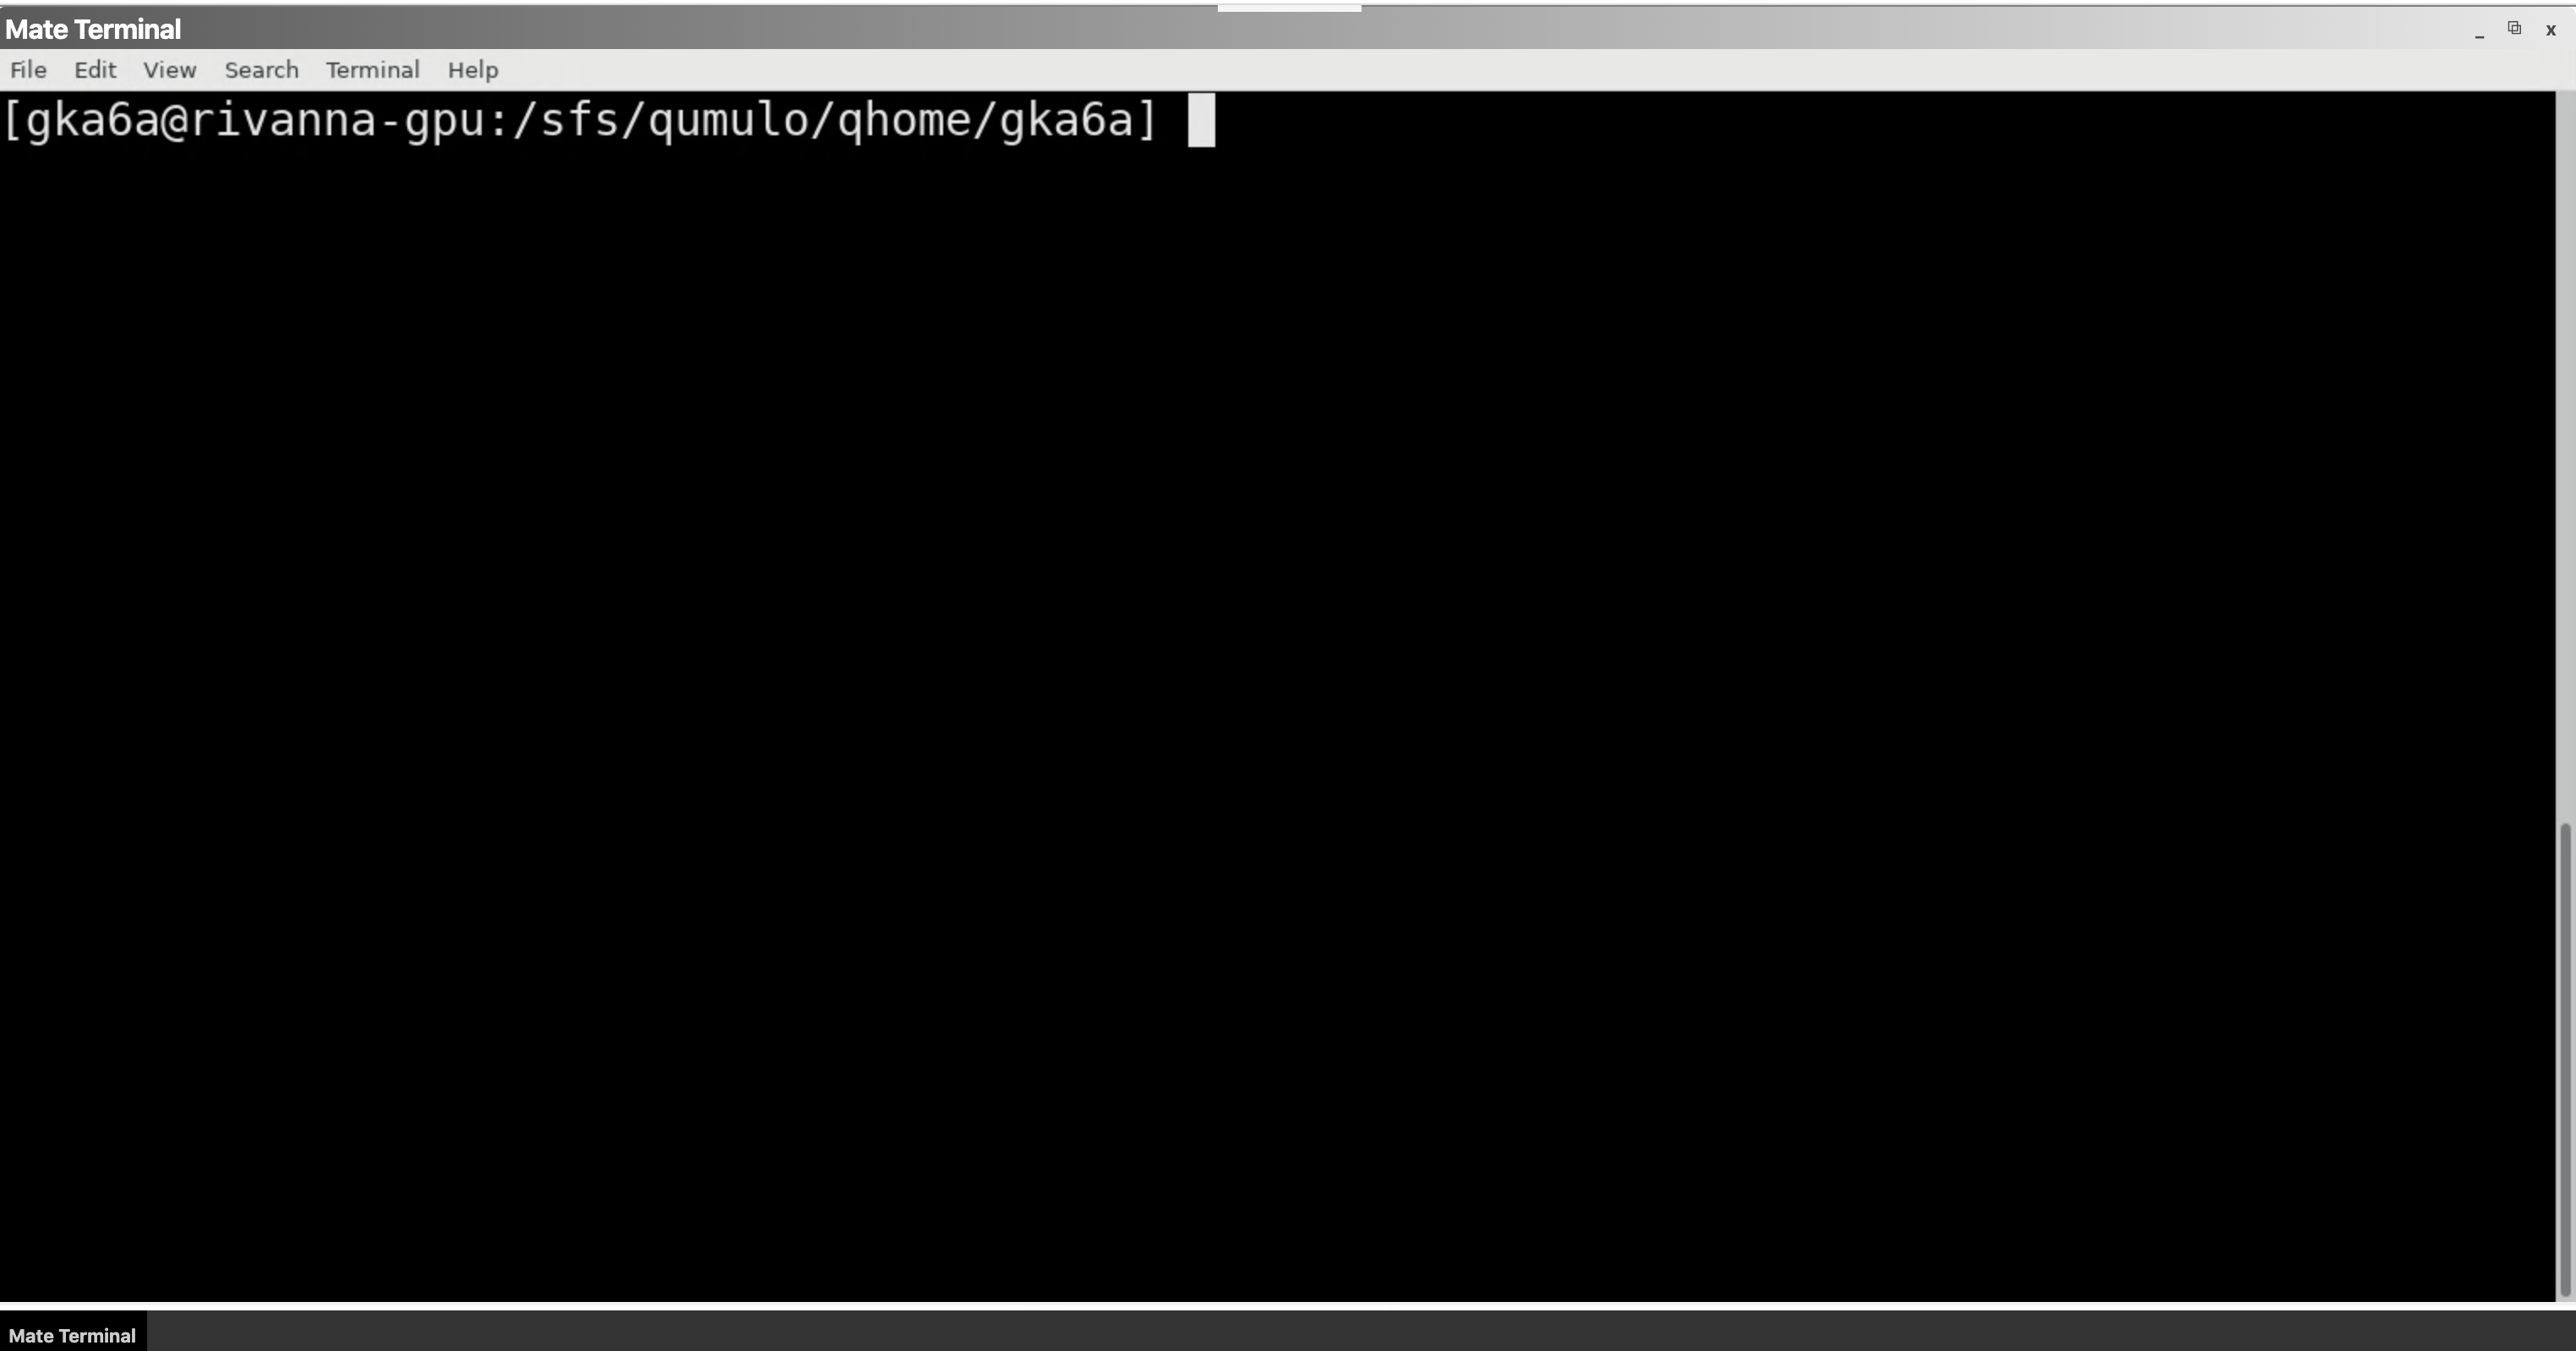 Mate Terminal
_ x
File Edit View Search Terminal Help
[gka6a@rivanna-gpu:/sfs/qumulo/qhome/gka6a]
Mate Terminal